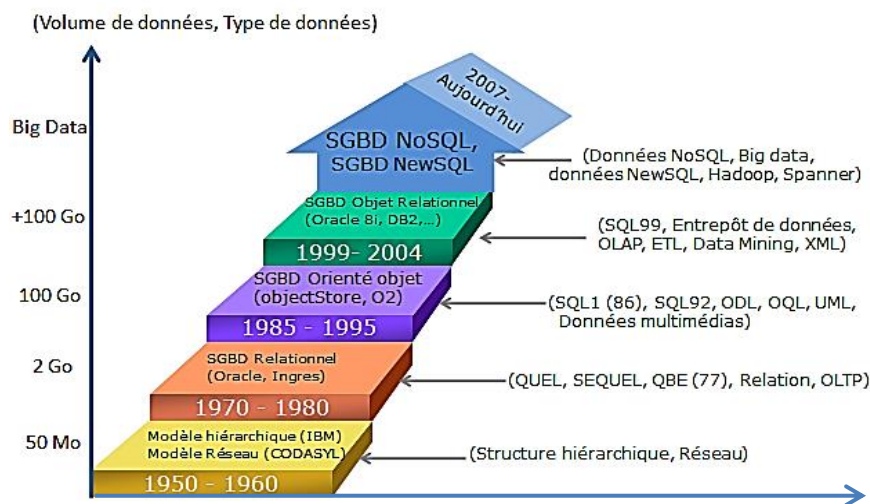 (Volume de données, Type de données)
2007-
Aujourd'hui
Big Data
SGBD NoSQL,
SGBD NewSQL
(Données NoSQL, Big data,
données NewSQL, Hadoop, Spanner)
+100 Go
SGBD Objet Relationnel
(Oracle 8i, DB2,...)
1999- 2004
(SQL99, Entrepôt de données,
OLAP, ETL, Data Mining, XML)
100 Go
SGBD Orienté objet
(objectStore, O2)
1985 - 1995
(SQL1 (86), SQL92, ODL, OQL, UML,
Données multimédias)
2 Go
SGBD Relationnel
(Oracle, Ingres)
1970 - 1980
(QUEL, SEQUEL, QBE (77), Relation, OLTP)
50 Mo
Modèle hiérarchique (IBM)
Modèle Réseau (CODASYL)
1950 - 1960
(Structure hiérarchique, Réseau)